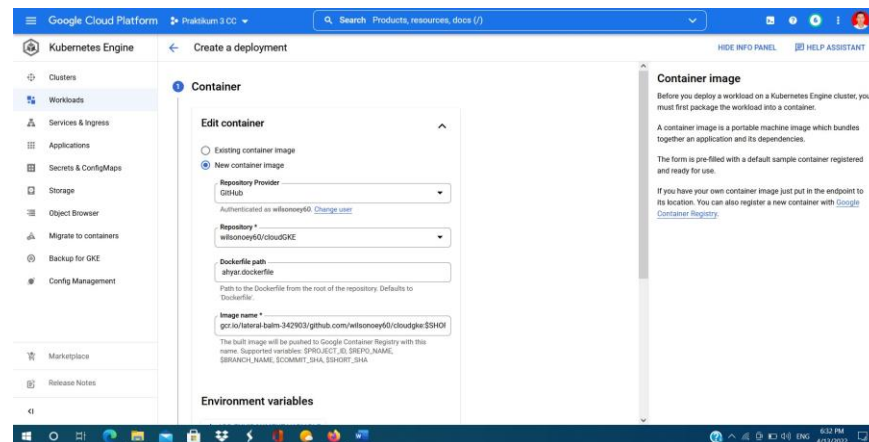 Google Cloud Platform
Praktikum 3 CC
Search Products, resources, docs (/)
Kubernetes Engine
Create a deployment
HIDE INFO PANEL
HELP ASSISTANT
Clusters
Workloads
Services & Ingress
Applications
Secrets & ConfigMaps
Storage
Object Browser
Migrate to containers
Backup for GKE
Config Management
Marketplace
Release Notes
1 Container
Edit container
Existing container image
New container image
Repository Provider
GitHub
Authenticated as wilsonoey60. Change user
Repository *
wilsonoey60/cloudGKE
Dockerfile path
ahyar.dockerfile
Path to the Dockerfile from the root of the repository. Defaults to
'Dockerfile'.
Image name *
gcr.io/lateral-balm-342903/github.com/wilsonoey60/cloudgke:$SHOR
The built image will be pushed to Google Container Registry with this
name. Supported variables: $PROJECT_ID, $REPO_NAME,
$BRANCH_NAME, $COMMIT_SHA, $SHORT_SHA
Environment variables
Container image
Before you deploy a workload on a Kubernetes Engine cluster, you
must first package the workload into a container.
A container image is a portable machine image which bundles
together an application and its dependencies.
The form is pre-filled with a default sample container registered
and ready for use.
If you have your own container image just put in the endpoint to
its location. You can also register a new container with Google
Container Registry.
ENG
6:32 PM
4/13/2022